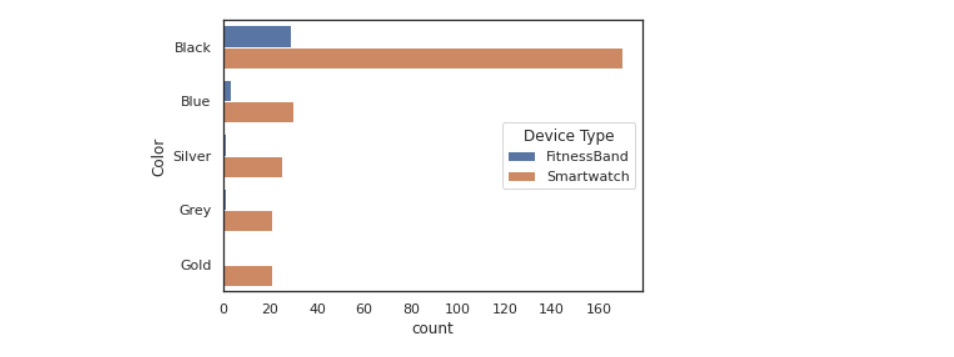 Black
Blue
Silver
Grey
Gold
Color
Device Type
FitnessBand
Smartwatch
0 20 40 60 80 100 120 140 160
count